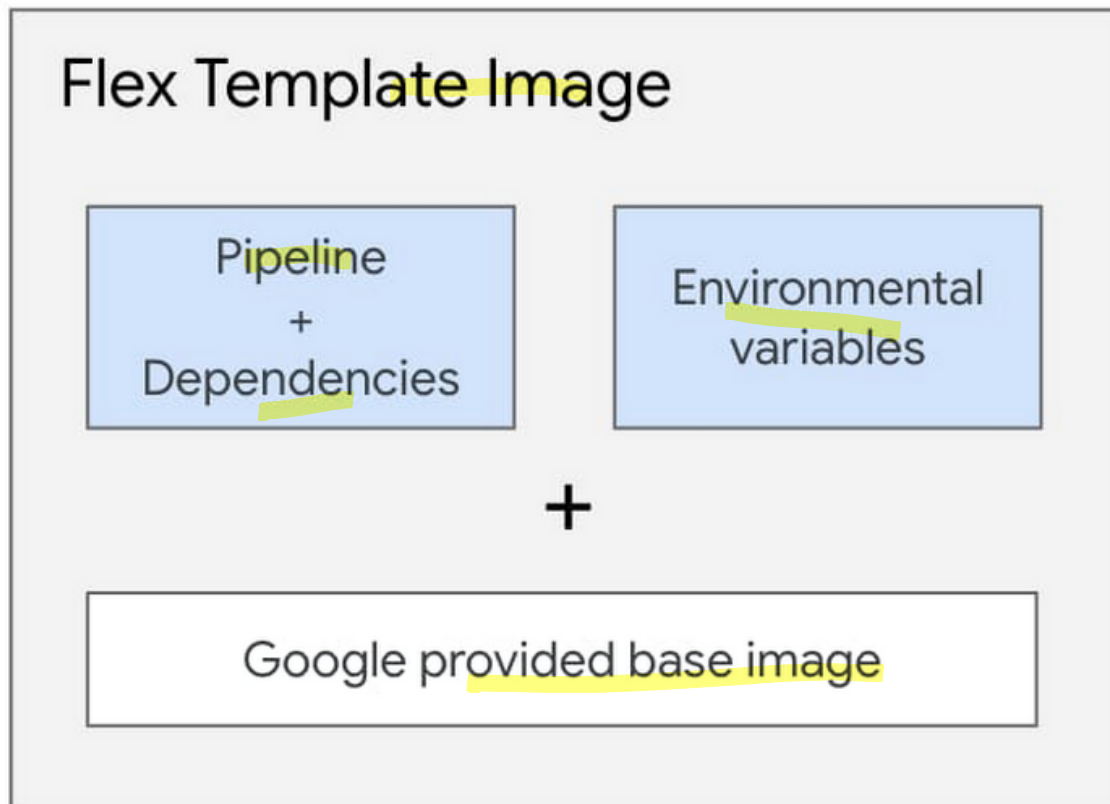 Flex Template Image
Pipeline
+
Dependencies
Environmental
variables
+
Google provided base image